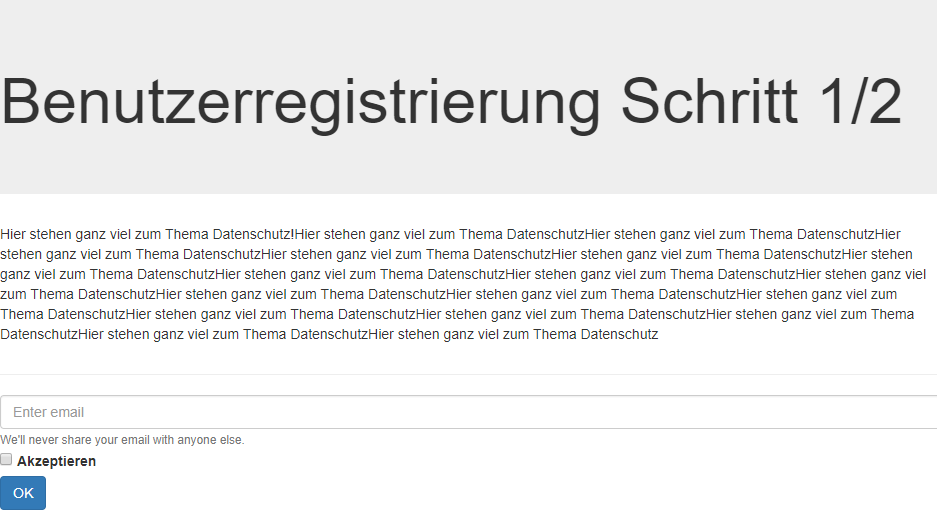 Benutzerregistrierung Schritt 1/2
Hier stehen ganz viel zum Thema Datenschutz!Hier stehen ganz viel zum Thema DatenschutzHier stehen ganz viel zum Thema DatenschutzHier
stehen ganz viel zum Thema DatenschutzHier stehen ganz viel zum Thema DatenschutzHier stehen ganz viel zum Thema DatenschutzHier stehen
ganz viel zum Thema DatenschutzHier stehen ganz viel zum Thema DatenschutzHier stehen ganz viel zum Thema DatenschutzHier stehen ganz viel
zum Thema DatenschutzHier stehen ganz viel zum Thema DatenschutzHier stehen ganz viel zum Thema DatenschutzHier stehen ganz viel zum
Thema DatenschutzHier stehen ganz viel zum Thema DatenschutzHier stehen ganz viel zum Thema DatenschutzHier stehen ganz viel zum Thema
DatenschutzHier stehen ganz viel zum Thema DatenschutzHier stehen ganz viel zum Thema Datenschutz
Enter email
We'll never share your email with anyone else.
Akzeptieren
OK